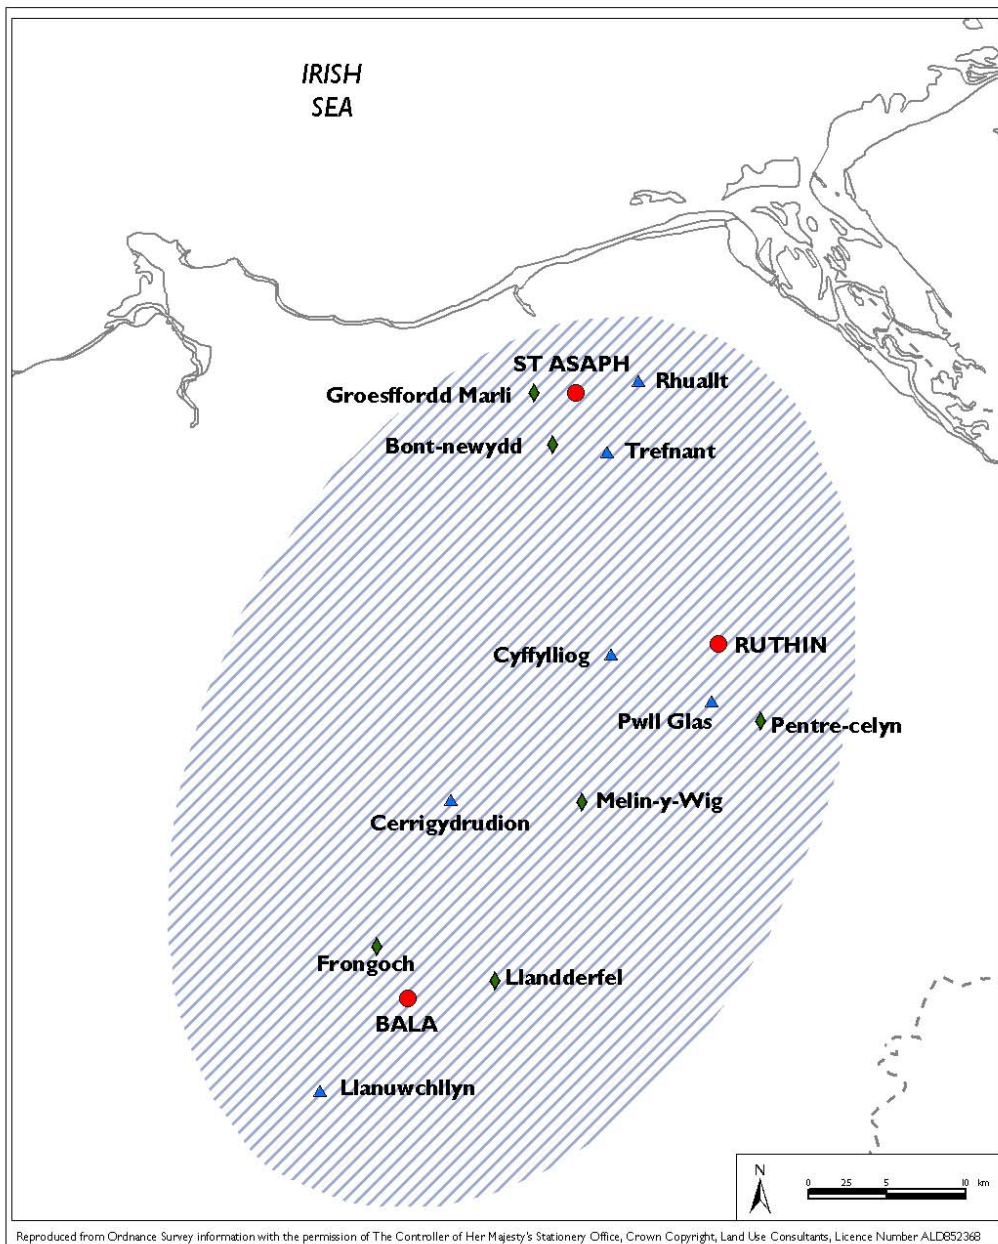 IRISH
SEA
ST ASAPH
Rhuallt
Groesffordd Marli
Bont-newydd
Trefnant
Cyffylliog
RUTHIN
Pwll Glas
Pentre-celyn
Cerrigydrudion
Melin-y-Wig
Frongoch
Llandderfel
BALA
Llanuwchllyn
N
0 2.5 5 10 km
Reproduced from Ordnance Survey information with the permission of The Controller of Her Majesty's Stationery Office, Crown Copyright, Land Use Consultants, Licence Number ALD852368